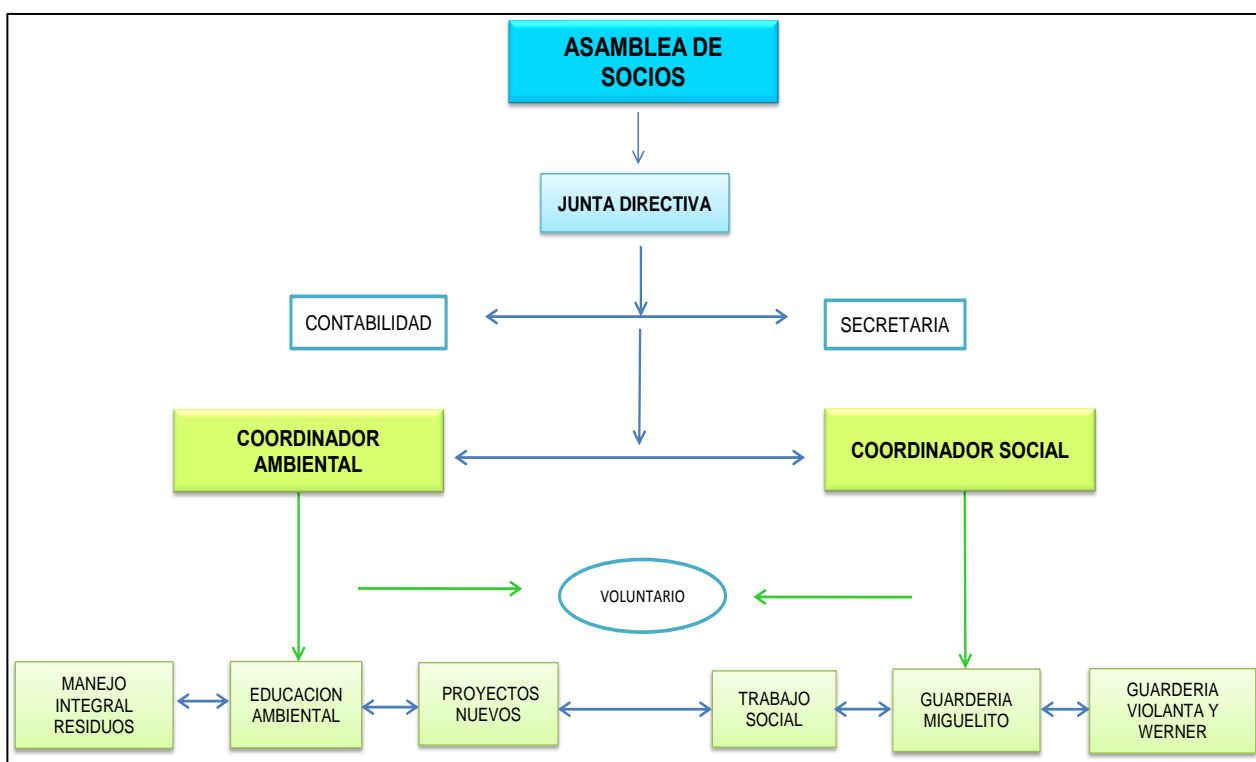 ASAMBLEA DE
SOCIOS
JUNTA DIRECTIVA
CONTABILIDAD
SECRETARIA
COORDINADOR
AMBIENTAL
COORDINADOR SOCIAL
VOLUNTARIO
MANEJO
INTEGRAL
RESIDUOS
EDUCACION
AMBIENTAL
PROYECTOS
NUEVOS
TRABAJO
SOCIAL
GUARDERIA
MIGUELITO
GUARDERIA
VIOLANTA Y
WERNER